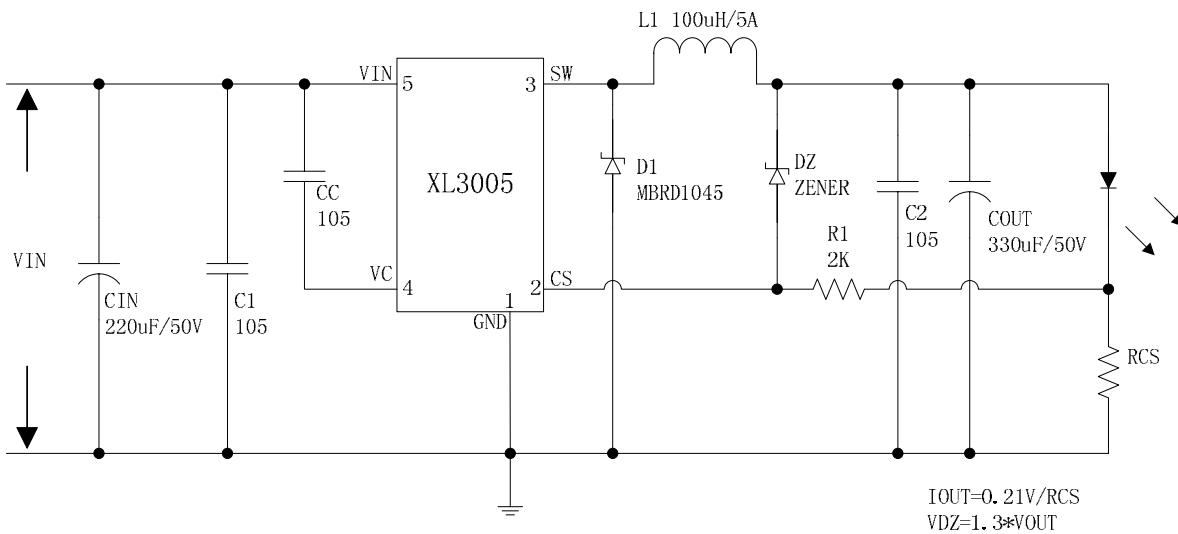 L1 100uH/5A
VIN
5
3
SW
XL3005
D1
MBRD1045
DZ
ZENER
CC
105
C2
105
COUT
330uF/50V
R1
2K
VIN
VC
4
2
CS
1
GND
CIN
220uF/50V
C1
105
RCS
IOUT=0.21V/RCS
VDZ=1.3*VOUT